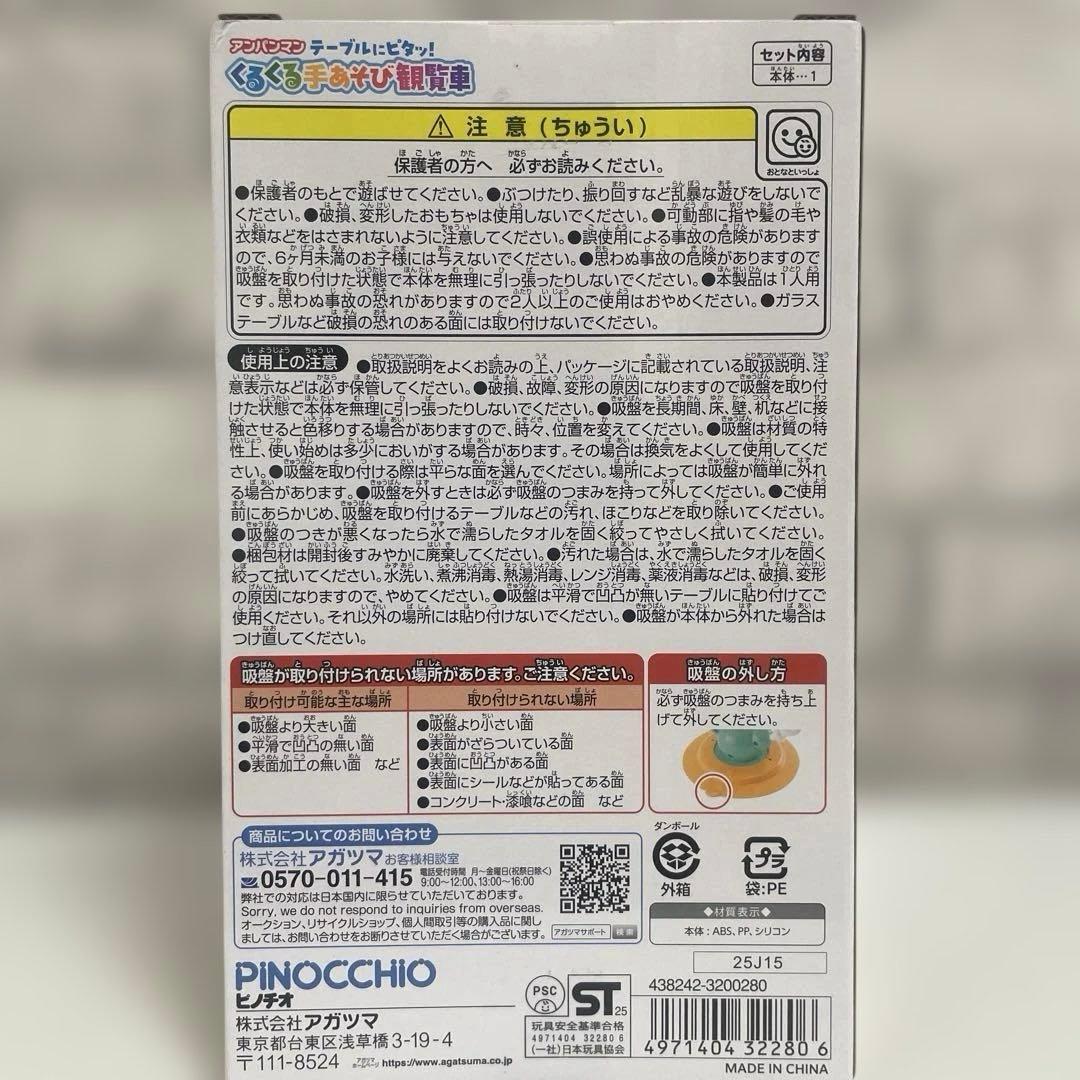 アンパンマン テーブルにピタッ!
くるくる手あそび観覧車
セット内容
本体…1
⚠ 注意(ちゅうい)
おとなといっしょ
保護者の方へ 必ずお読みください。
●保護者のもとで遊ばせてください。●ぶつけたり、振り回すなど乱暴な遊びをしないで
ください。●破損、変形したおもちゃは使用しないでください。●可動部に指や髪の毛や
衣類などをはさまれないように注意してください。●誤使用による事故の危険があります
ので、6ヶ月未満のお子様には与えないでください。●思わぬ事故の危険がありますので
吸盤を取り付けた状態で本体を無理に引っ張ったりしないでください。●本製品は1人用
です。思わぬ事故の恐れがありますので2人以上のご使用はおやめください。●ガラス
テーブルなど破損の恐れのある面には取り付けないでください。
使用上の注意 ●取扱説明をよくお読みの上、パッケージに記載されている取扱説明、注
意表示などは必ず保管してください。●破損、故障、変形の原因になりますので吸盤を取り付
けた状態で本体を無理に引っ張ったりしないでください。●吸盤を長期間、床、壁、机などに接
触させると色移りする場合がありますので、時々、位置を変えてください。●吸盤は材質の特
性上、使い始めは多少においがする場合があります。その場合は換気をよくして使用してくださ
い。●吸盤を取り付ける際は平らな面を選んでください。場所によっては吸盤が簡単に外れ
る場合があります。●吸盤を外すときは必ず吸盤のつまみを持って外してください。●ご使用
前にあらかじめ、吸盤を取り付けるテーブルなどの汚れ、ほこりなどを取り除いてください。
●吸盤のつきが悪くなったら水で濡らしたタオルを固く絞ってやさしく拭いてください。
●梱包材は開封後すみやかに廃棄してください。●汚れた場合は、水で濡らしたタオルを固く
絞って拭いてください。水洗い、煮沸消毒、熱湯消毒、レンジ消毒、薬液消毒などは、破損、変形
の原因になりますので、やめてください。●吸盤は平滑で凹凸が無いテーブルに貼り付けてご
使用ください。それ以外の場所には貼り付けないでください。●吸盤が本体から外れた場合は
つけ直してください。
吸盤が取り付けられない場所があります。ご注意ください。
取り付け可能な主な場所
●吸盤より大きい面
●平滑で凹凸の無い面
●表面加工の無い面 など
取り付けられない場所
●吸盤より小さい面
●表面がざらついている面
●表面に凹凸がある面
●表面にシールなどが貼ってある面
●コンクリート・漆喰などの面 など
吸盤の外し方
必ず吸盤のつまみを持ち上
げて外してください。
商品についてのお問い合わせ
株式会社アガツマお客様相談室
0570-011-415 電話受付時間 月〜金曜日(祝祭日除く)
9:00〜12:00、13:00〜16:00
弊社での対応は日本国内に限らせていただいております。
Sorry, we do not respond to inquiries from overseas.
オークション、リサイクルショップ、個人間取引等の購入品に関し
ましては、お問い合わせをお断りさせていただく場合がございます。
アガツマサポート 検索
ダンボール
外箱
プラ
袋:PE
◆材質表示◆
本体:ABS、PP、シリコン
25J15
438242-3200280
PiNOCCHiO
ピノチオ
株式会社アガツマ
東京都台東区浅草橋3-19-4
〒111-8524 アガツマホームページ https://www.agatsuma.co.jp
PSC
ST 25
玩具安全基準合格
4971404 32280 6
(一社)日本玩具協会
4971404 322806
MADE IN CHINA